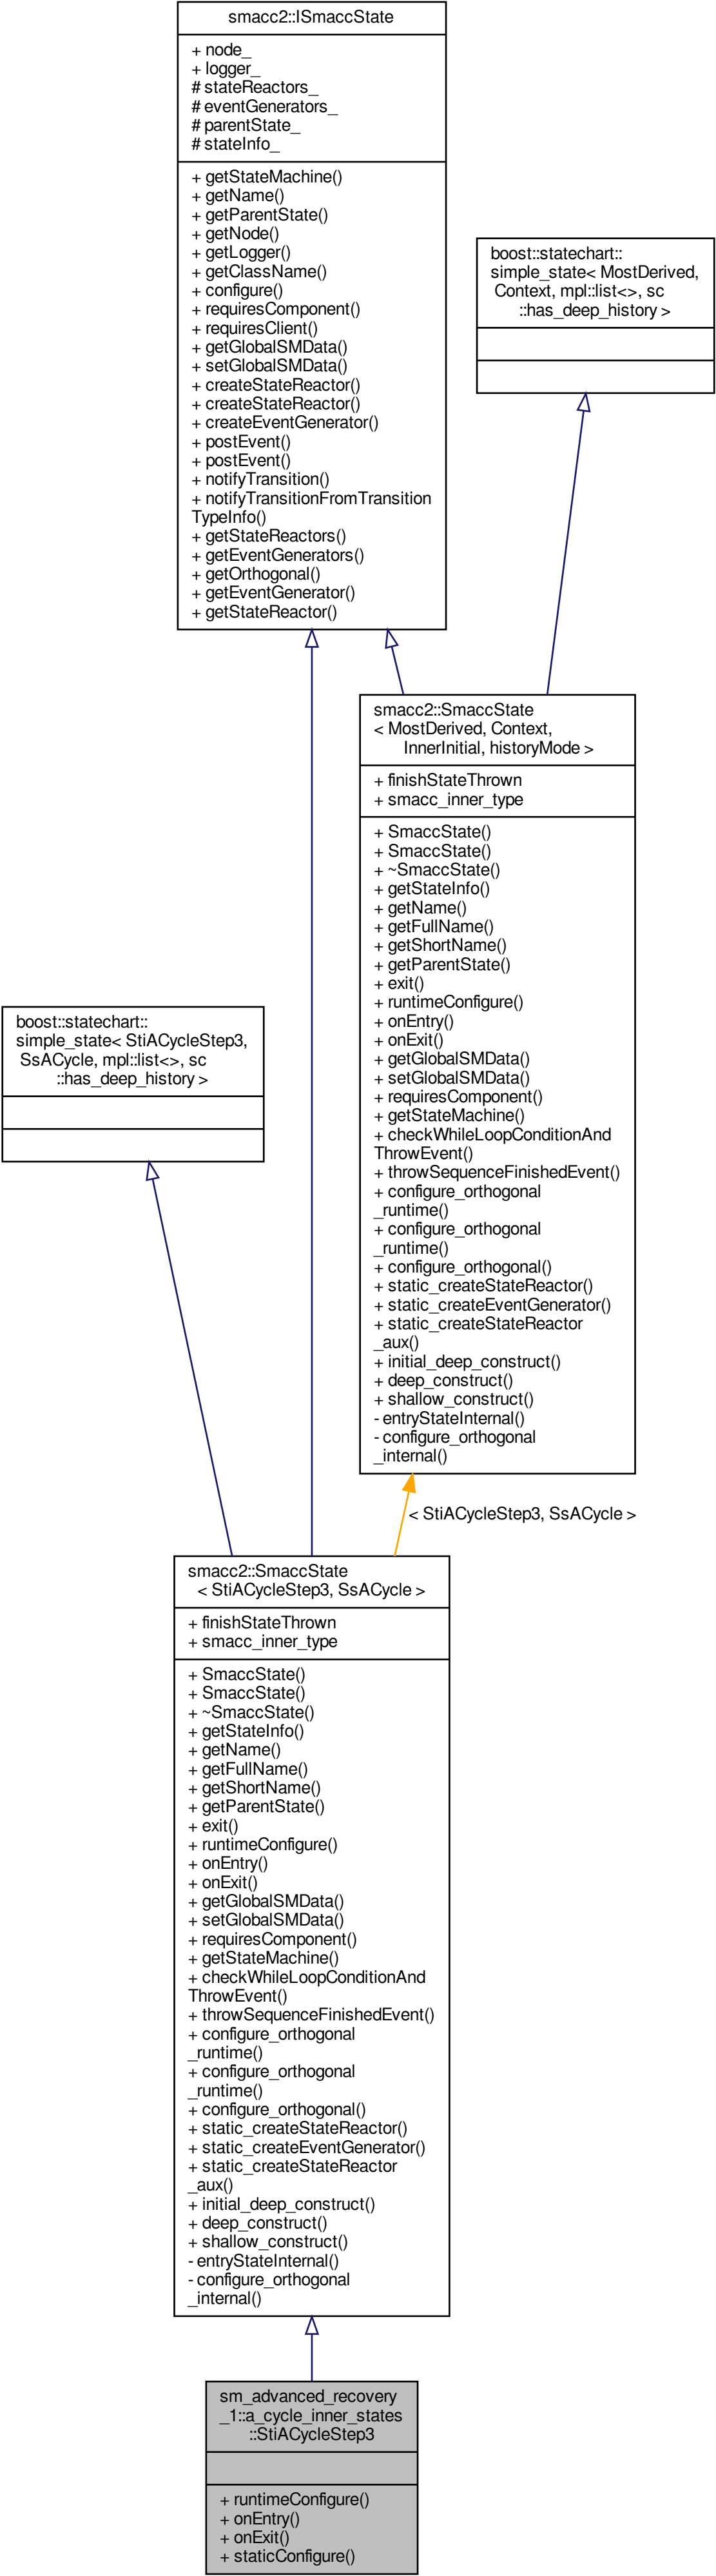 smacc2::ISmaccState
+ node_
+ logger_
# stateReactors_
# eventGenerators_
# parentState_
# stateInfo_
+ getStateMachine()
+ getName()
+ getParentState()
+ getNode()
+ getLogger()
+ getClassName()
+ configure()
+ requiresComponent()
+ requiresClient()
+ getGlobalSMData()
+ setGlobalSMData()
+ createStateReactor()
+ createStateReactor()
+ createEventGenerator()
+ postEvent()
+ postEvent()
+ notifyTransition()
+ notifyTransitionFromTransition
TypeInfo()
+ getStateReactors()
+ getEventGenerators()
+ getOrthogonal()
+ getEventGenerator()
+ getStateReactor()
boost::statechart::
simple_state< MostDerived,
Context, mpl::list<>, sc
::has_deep_history >
smacc2::SmaccState
< MostDerived, Context,
InnerInitial, historyMode >
+ finishStateThrown
+ smacc_inner_type
+ SmaccState()
+ SmaccState()
+ ~SmaccState()
+ getStateInfo()
+ getName()
+ getFullName()
+ getShortName()
+ getParentState()
+ exit()
+ runtimeConfigure()
+ onEntry()
+ onExit()
+ getGlobalSMData()
+ setGlobalSMData()
+ requiresComponent()
+ getStateMachine()
+ checkWhileLoopConditionAnd
ThrowEvent()
+ throwSequenceFinishedEvent()
+ configure_orthogonal
_runtime()
+ configure_orthogonal
_runtime()
+ configure_orthogonal()
+ static_createStateReactor()
+ static_createEventGenerator()
+ static_createStateReactor
_aux()
+ initial_deep_construct()
+ deep_construct()
+ shallow_construct()
- entryStateInternal()
- configure_orthogonal
_internal()
boost::statechart::
simple_state< StiACycleStep3,
SsACycle, mpl::list<>, sc
::has_deep_history >
< StiACycleStep3, SsACycle >
smacc2::SmaccState
< StiACycleStep3, SsACycle >
+ finishStateThrown
+ smacc_inner_type
+ SmaccState()
+ SmaccState()
+ ~SmaccState()
+ getStateInfo()
+ getName()
+ getFullName()
+ getShortName()
+ getParentState()
+ exit()
+ runtimeConfigure()
+ onEntry()
+ onExit()
+ getGlobalSMData()
+ setGlobalSMData()
+ requiresComponent()
+ getStateMachine()
+ checkWhileLoopConditionAnd
ThrowEvent()
+ throwSequenceFinishedEvent()
+ configure_orthogonal
_runtime()
+ configure_orthogonal
_runtime()
+ configure_orthogonal()
+ static_createStateReactor()
+ static_createEventGenerator()
+ static_createStateReactor
_aux()
+ initial_deep_construct()
+ deep_construct()
+ shallow_construct()
- entryStateInternal()
- configure_orthogonal
_internal()
sm_advanced_recovery
_1::a_cycle_inner_states
::StiACycleStep3
+ runtimeConfigure()
+ onEntry()
+ onExit()
+ staticConfigure()